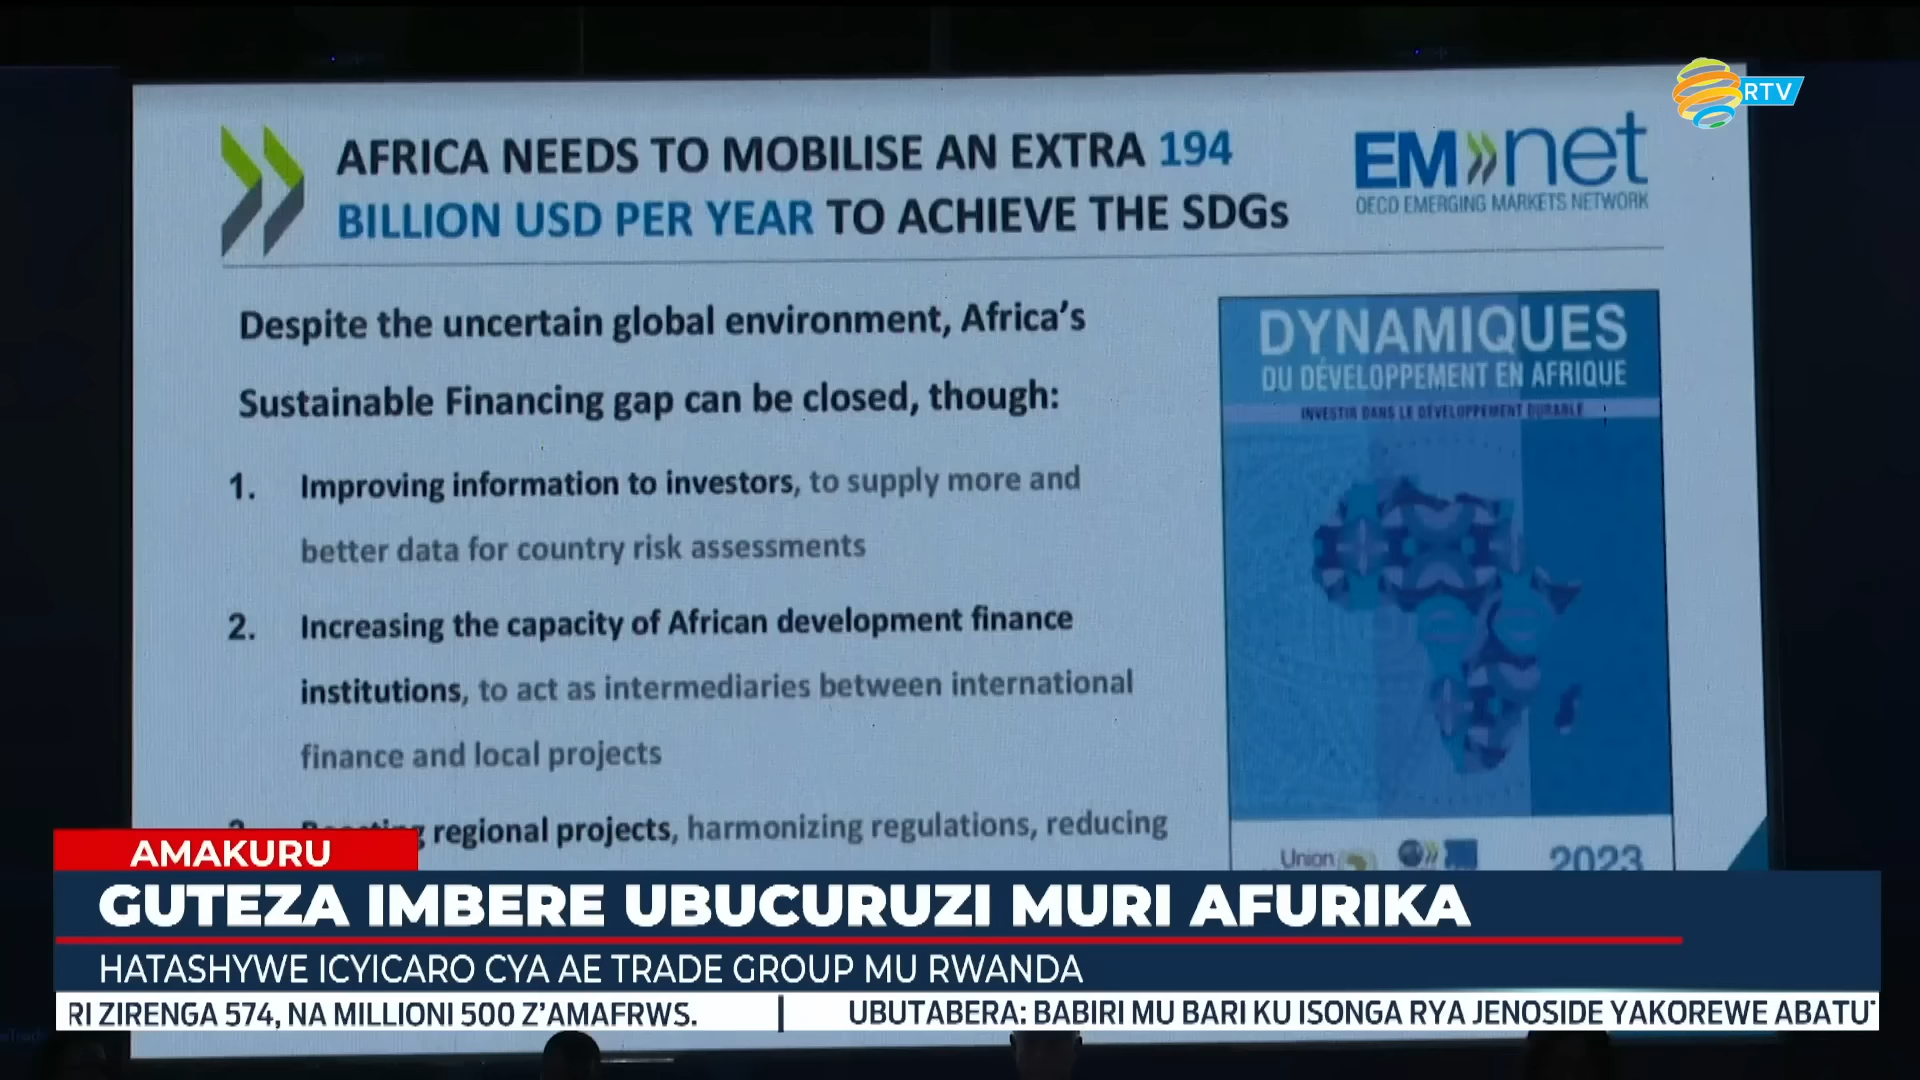 RTV
AFRICA NEEDS TO MOBILISE AN EXTRA 194
BILLION USD PER YEAR TO ACHIEVE THE SDGs
EM»net
OECD EMERGING MARKETS NETWORK
Despite the uncertain global environment, Africa's
Sustainable Financing gap can be closed, though:
1. Improving information to investors, to supply more and
better data for country risk assessments
2. Increasing the capacity of African development finance
institutions, to act as intermediaries between international
finance and local projects
regional projects, harmonizing regulations, reducing
DYNAMIQUES
DU DÉVELOPPEMENT EN AFRIQUE
INVESTIR DANS LE DÉVELOPPEMENT DURABLE
Union
2023
AMAKURU
GUTEZA IMBERE UBUCURUZI MURI AFURIKA
HATASHYWE ICYICARO CYA AE TRADE GROUP MU RWANDA
RI ZIRENGA 574, NA MILLIONI 500 Z'AMAFRWS. | UBUTABERA: BABIRI MU BARI KU ISONGA RYA JENOSIDE YAKOREWE ABATU